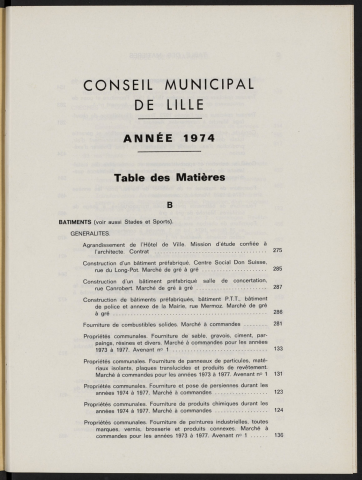 CONSEIL MUNICIPAL
DE LILLE
ANNÉE 1974
Table des Matières
B
BATIMENTS (voir aussi Stades et Sports).
GENERALITES
Agrandissement de l'Hôtel de Ville. Mission d'étude confiée à
l'architecte. Contrat ........ 275
Construction d'un bâtiment préfabriqué. Centre Social Don Suisse,
rue du Long-Pot. Marché de gré à gré ........ 285
Construction d'un bâtiment préfabriqué salle de concertation,
rue Canrobert. Marché de gré à gré ........ 287
Construction de bâtiments préfabriqués, bâtiment P.T.T., bâtiment
de police et annexe de la Mairie, rue Mermoz. Marché de gré
à gré ........ 286
Fourniture de combustibles solides. Marché à commandes ........ 281
Propriétés communales. Fourniture de sable, gravois, ciment, par-
paings, résines et divers. Marché à commandes pour les années
1973 à 1977. Avenant n° 1 ........ 133
Propriétés communales. Fourniture de panneaux de particules, maté-
riaux isolants, plaques translucides et produits de revêtement.
Marché à commandes pour les années 1973 à 1977. Avenant n° 1 131
Propriétés communales. Fourniture et pose de persiennes durant les
années 1974 à 1977. Marché à commandes ........ 123
Propriétés communales. Fourniture de produits chimiques durant les
années 1974 à 1977. Marché à commandes ........ 124
Propriétés communales. Fourniture de peintures industrielles, toutes
marques, vernis, brosserie et produits connexes. Marché à
commandes pour les années 1973 à 1977. Avenant n° 1 ...... 135